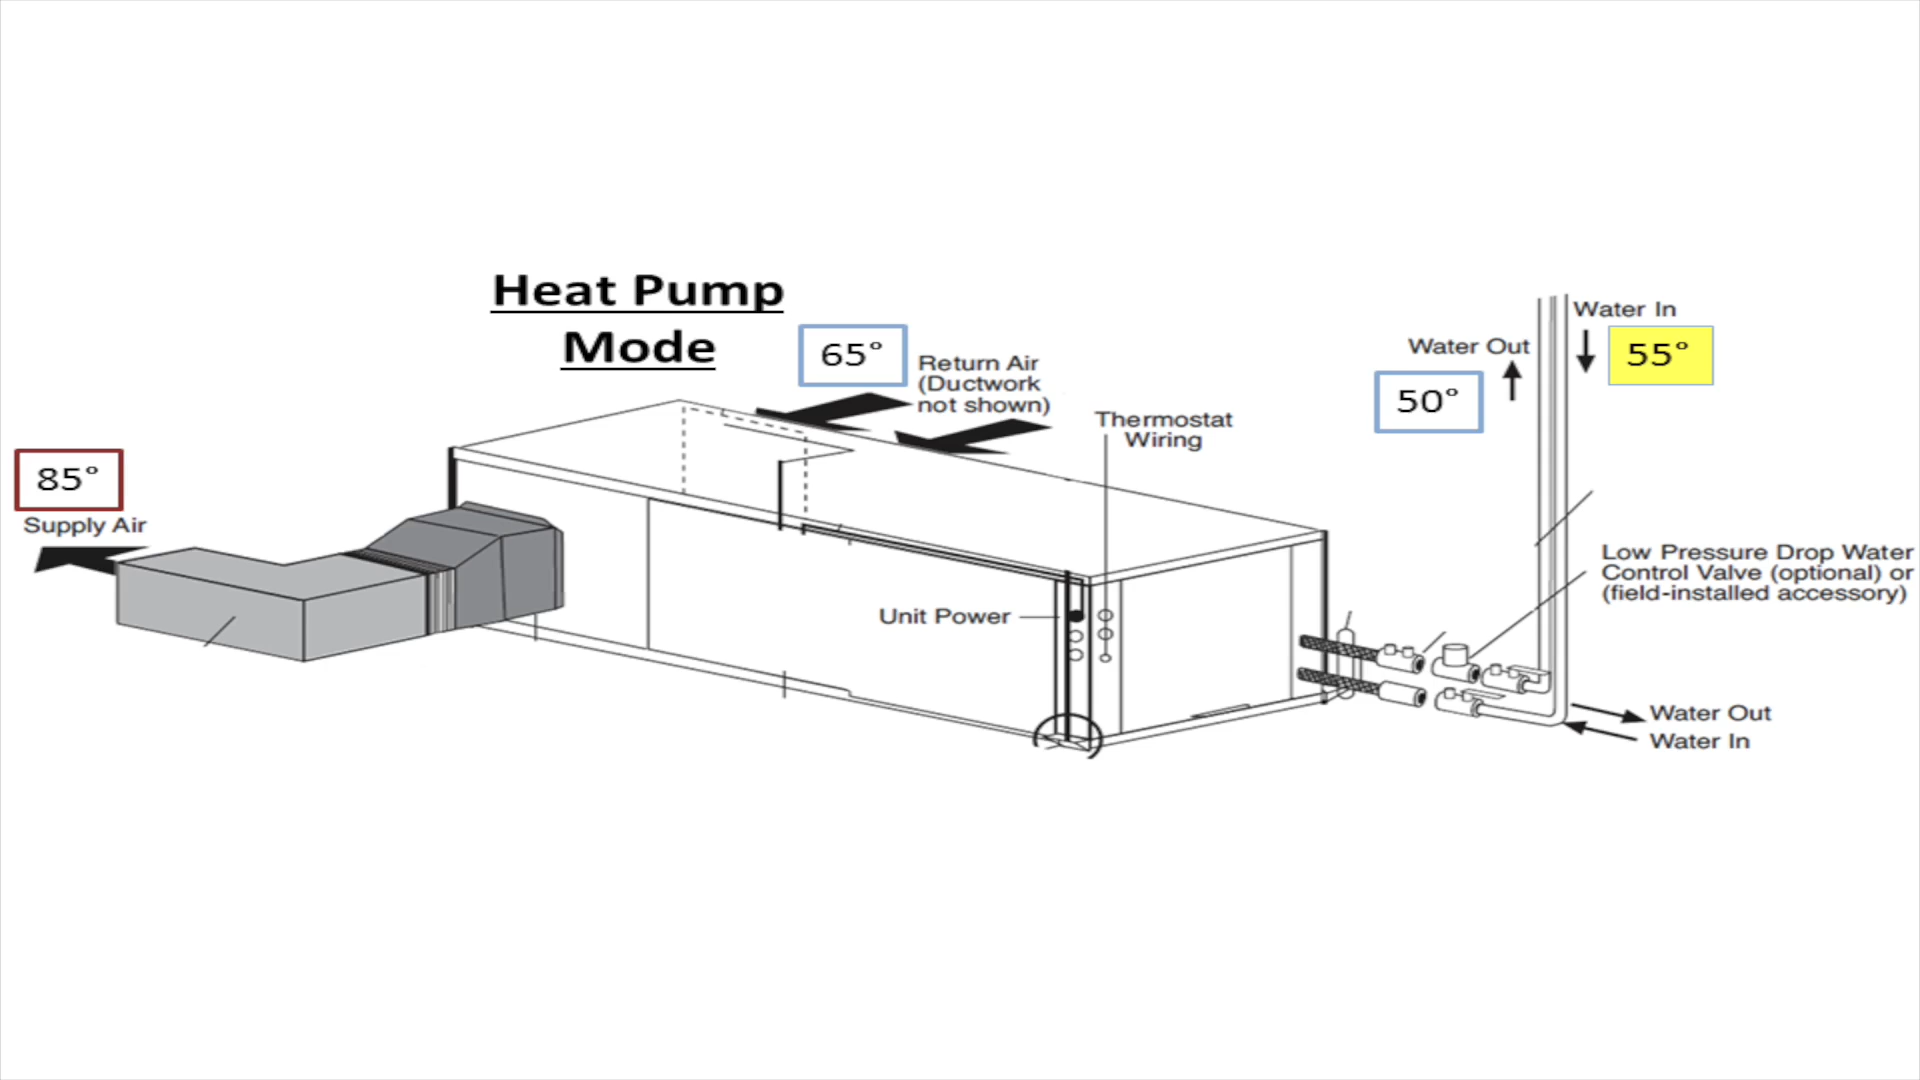 Heat Pump
Mode
65°
Return Air
(Ductwork
not shown)
Thermostat
Wiring
Water In
55°
Water Out
50°
85°
Supply Air
Low Pressure Drop Water
Control Valve (optional) or
(field-installed accessory)
Unit Power
Water Out
Water In